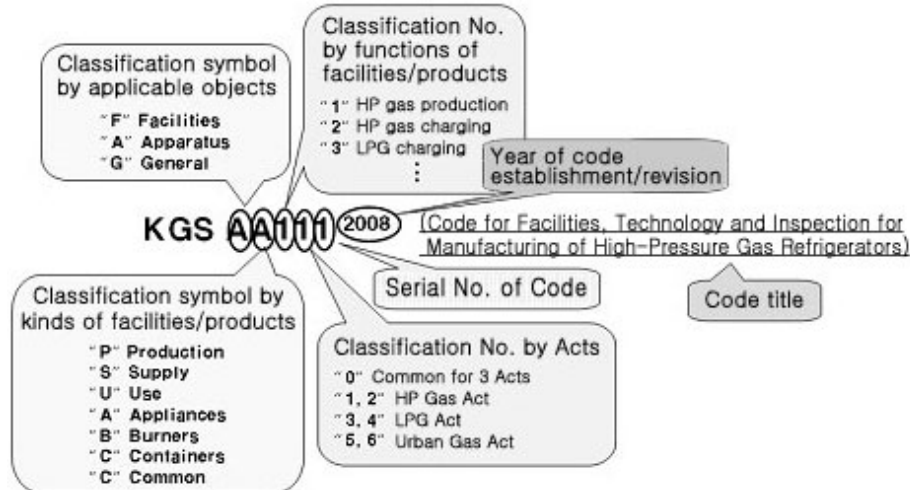 Classification symbol
by applicable objects
"F" Facilities
"A" Apparatus
"G" General
Classification No.
by functions of
facilities/products
"1" HP gas production
"2" HP gas charging
"3" LPG charging
⋮
Year of code
establishment/revision
KGS AA111 2008 (Code for Facilities, Technology and Inspection for
Manufacturing of High-Pressure Gas Refrigerators)
Serial No. of Code
Code title
Classification symbol by
kinds of facilities/products
"P" Production
"S" Supply
"U" Use
"A" Appliances
"B" Burners
"C" Containers
"C" Common
Classification No. by Acts
"0" Common for 3 Acts
"1, 2" HP Gas Act
"3, 4" LPG Act
"5, 6" Urban Gas Act